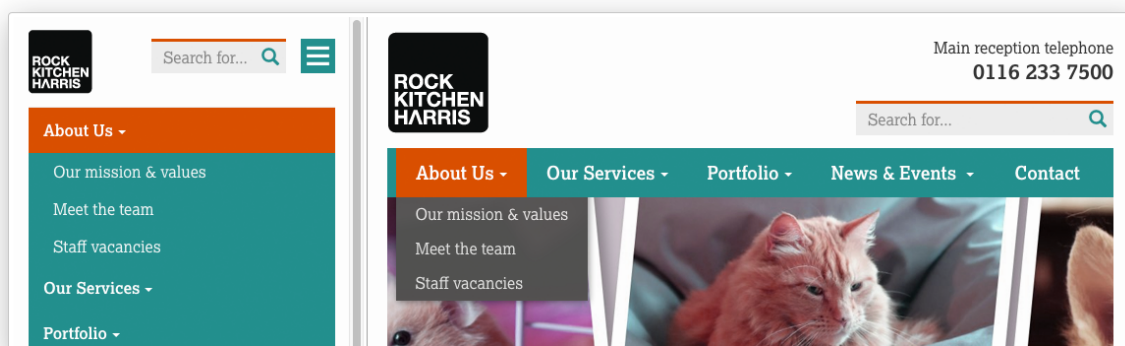 ROCK
KITCHEN
HARRIS
Search for...
About Us
Our mission & values
Meet the team
Staff vacancies
Our Services
Portfolio
ROCK
KITCHEN
HARRIS
Main reception telephone
0116 233 7500
Search for...
About Us Our Services Portfolio News & Events Contact
Our mission & values
Meet the team
Staff vacancies